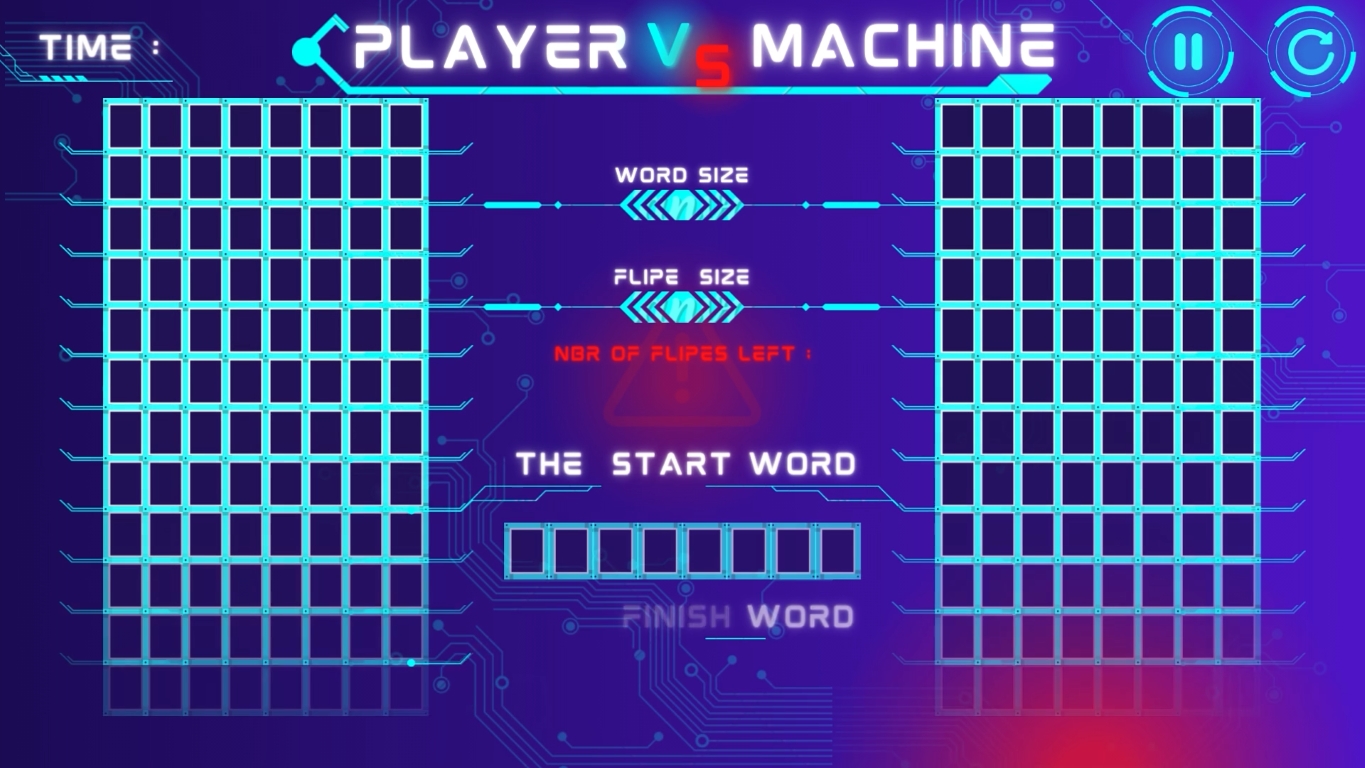 TIME :
PLAYER VS MACHINE
WORD SIZE
n
FLIPE SIZE
n
NBR OF FLIPES LEFT :
THE START WORD
FINISH WORD